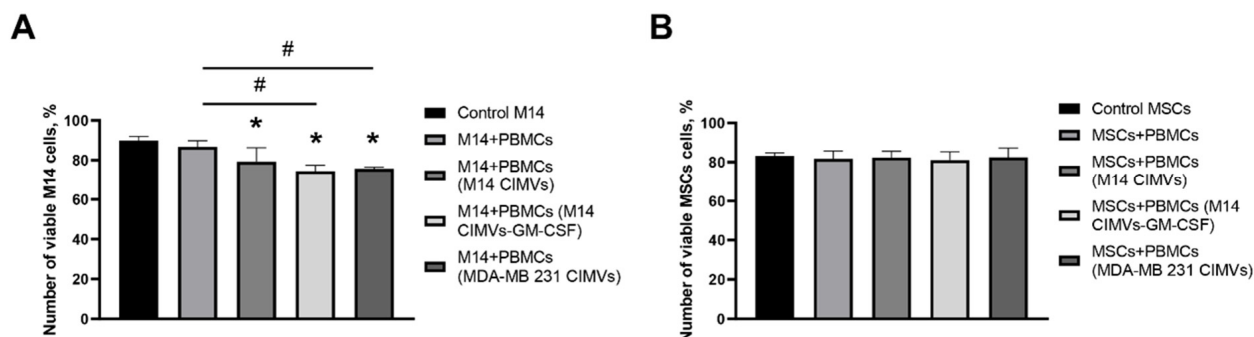 A
#
#
* * *
Number of viable M14 cells, %
100
80
60
40
20
0
Control M14
M14+PBMCs
M14+PBMCs
(M14 CIMVs)
M14+PBMCs (M14
CIMVs-GM-CSF)
M14+PBMCs
(MDA-MB 231 CIMVs)
B
Number of viable MSCs cells, %
100
80
60
40
20
0
Control MSCs
MSCs+PBMCs
MSCs+PBMCs
(M14 CIMVs)
MSCs+PBMCs (M14
CIMVs-GM-CSF)
MSCs+PBMCs
(MDA-MB 231 CIMVs)